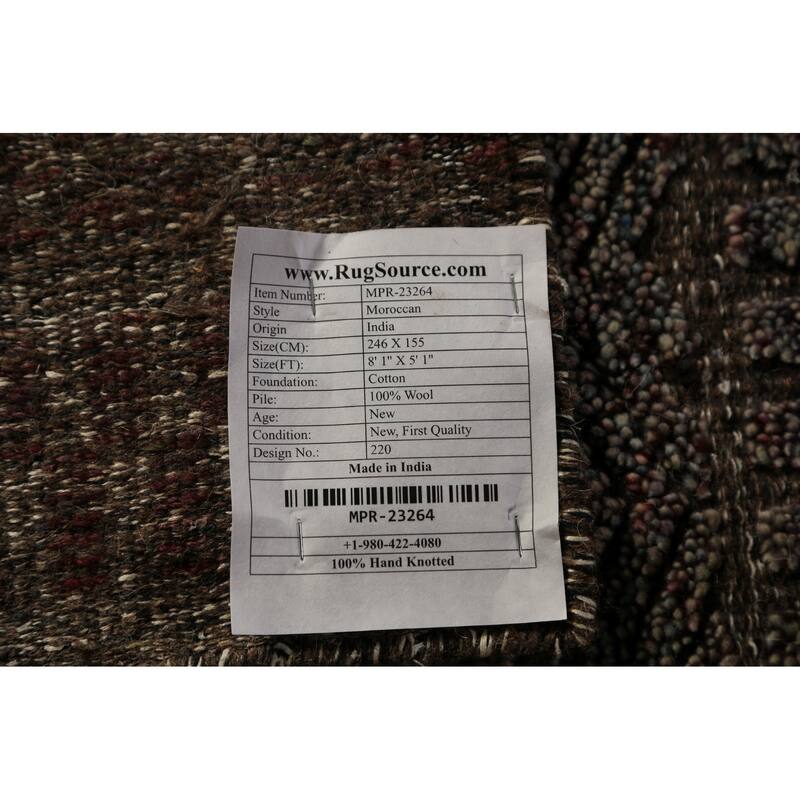 www.RugSource.com
Item Number: MPR-23264
Style Moroccan
Origin India
Size(CM): 246 X 155
Size(FT): 8' 1" X 5' 1"
Foundation: Cotton
Pile: 100% Wool
Age: New
Condition: New, First Quality
Design No.: 220
Made in India
MPR-23264
+1-980-422-4080
100% Hand Knotted